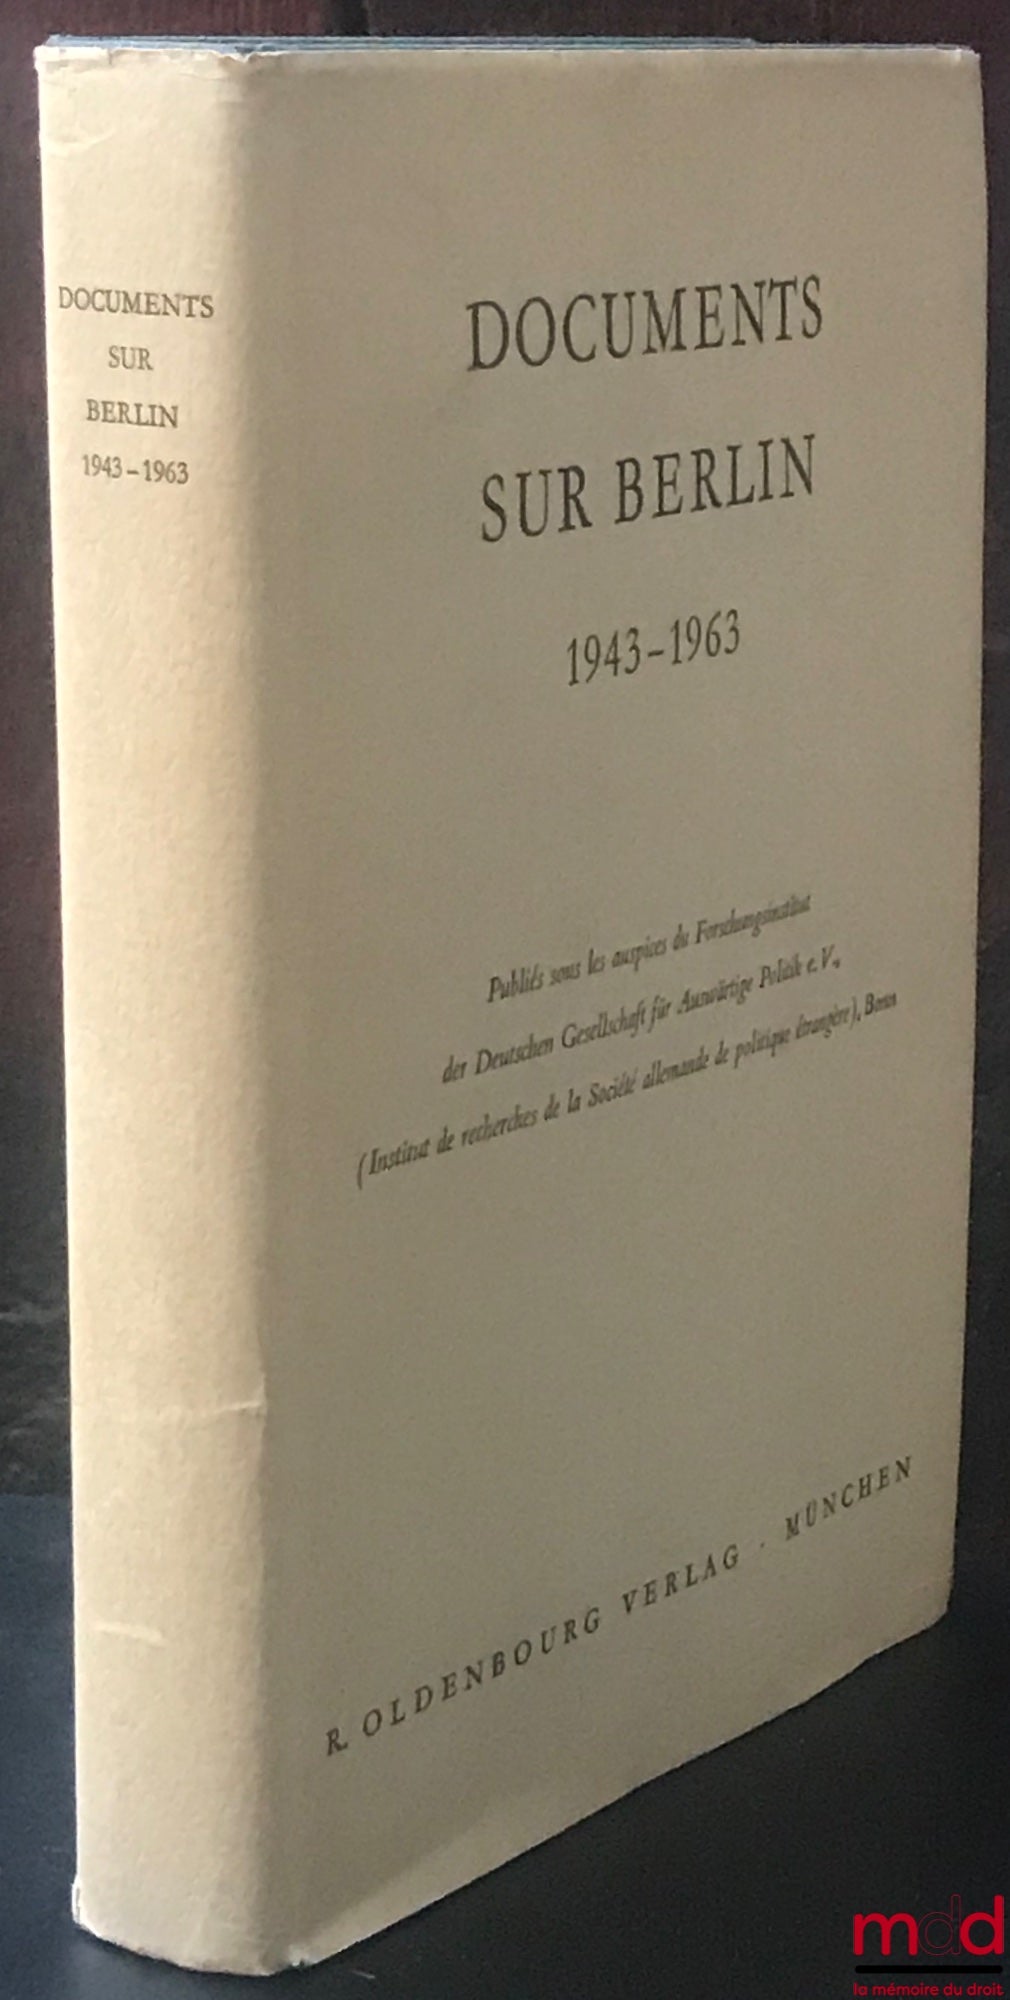 DOCUMENTS
SUR
BERLIN
1943–1963
DOCUMENTS
SUR BERLIN
1943–1963
Publiés sous les auspices du Forschungsinstitut
der Deutschen Gesellschaft für Auswärtige Politik e.V.,
(Institut de recherches de la Société allemande de politique étrangère), Bonn
R. OLDENBOURG VERLAG · MÜNCHEN
mdd
la mémoire du droit